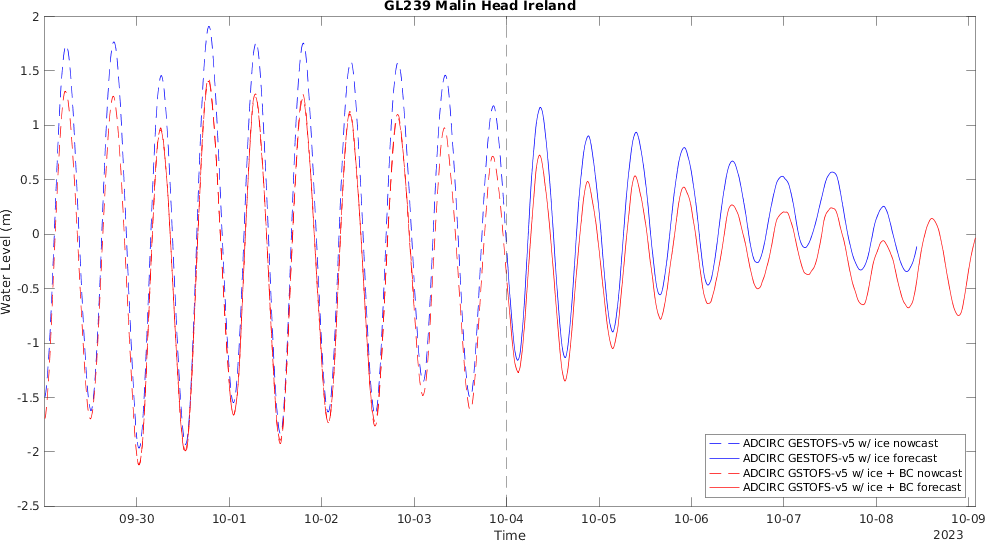 GL239 Malin Head Ireland
2
1.5
1
0.5
0
-0.5
-1
-1.5
-2
-2.5
Water Level (m)
ADCIRC GESTOFS-v5 w/ ice nowcast
ADCIRC GESTOFS-v5 w/ ice forecast
ADCIRC GSTOFS-v5 w/ ice + BC nowcast
ADCIRC GSTOFS-v5 w/ ice + BC forecast
09-30 10-01 10-02 10-03 10-04 10-05 10-06 10-07 10-08 10-09
Time
2023